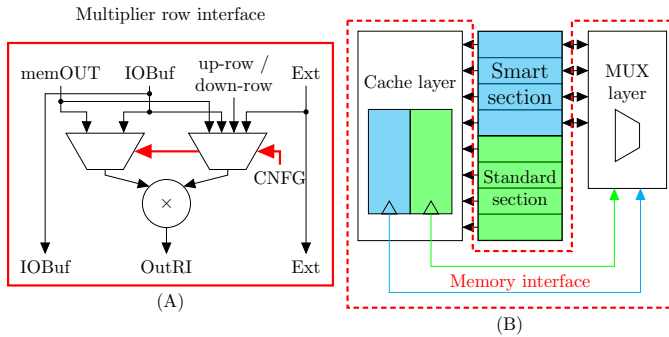 Multiplier row interface
memOUT
IOBuf
up-row /
down-row
Ext
CNFG
×
IOBuf
OutRI
Ext
(A)
Cache layer
Smart
section
Standard
section
MUX
layer
Memory interface
(B)